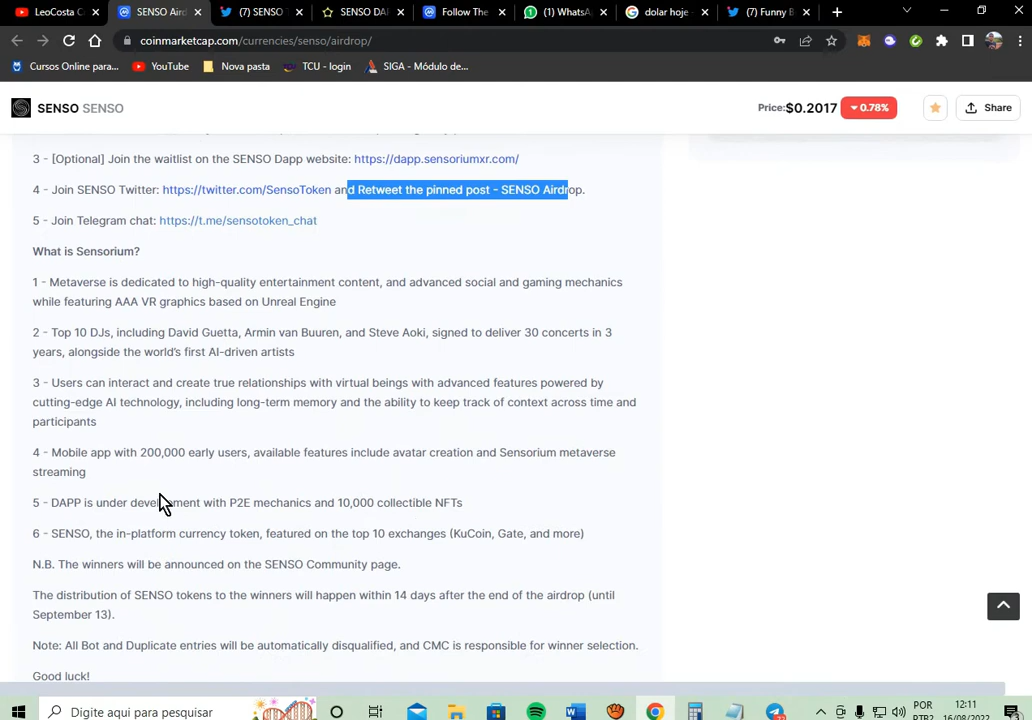 LeoCosta C
SENSO Aird
(7) SENSO
SENSO DAP
Follow The
(1) WhatsA
dolar hoje -
(7) Funny B
coinmarketcap.com/currencies/senso/airdrop/
Cursos Online para...
YouTube
Nova pasta
TCU - login
SIGA - Módulo de...
SENSO SENSO
Price:$0.2017
0.78%
Share
3 - [Optional] Join the waitlist on the SENSO Dapp website: https://dapp.sensoriumxr.com/
4 - Join SENSO Twitter: https://twitter.com/SensoToken and Retweet the pinned post - SENSO Airdrop.
5 - Join Telegram chat: https://t.me/sensotoken_chat
What is Sensorium?
1 - Metaverse is dedicated to high-quality entertainment content, and advanced social and gaming mechanics
while featuring AAA VR graphics based on Unreal Engine
2 - Top 10 DJs, including David Guetta, Armin van Buuren, and Steve Aoki, signed to deliver 30 concerts in 3
years, alongside the world's first AI-driven artists
3 - Users can interact and create true relationships with virtual beings with advanced features powered by
cutting-edge AI technology, including long-term memory and the ability to keep track of context across time and
participants
4 - Mobile app with 200,000 early users, available features include avatar creation and Sensorium metaverse
streaming
5 - DAPP is under development with P2E mechanics and 10,000 collectible NFTs
6 - SENSO, the in-platform currency token, featured on the top 10 exchanges (KuCoin, Gate, and more)
N.B. The winners will be announced on the SENSO Community page.
The distribution of SENSO tokens to the winners will happen within 14 days after the end of the airdrop (until
September 13).
Note: All Bot and Duplicate entries will be automatically disqualified, and CMC is responsible for winner selection.
Good luck!
Digite aqui para pesquisar
POR
12:11
PTB2
16/08/2022